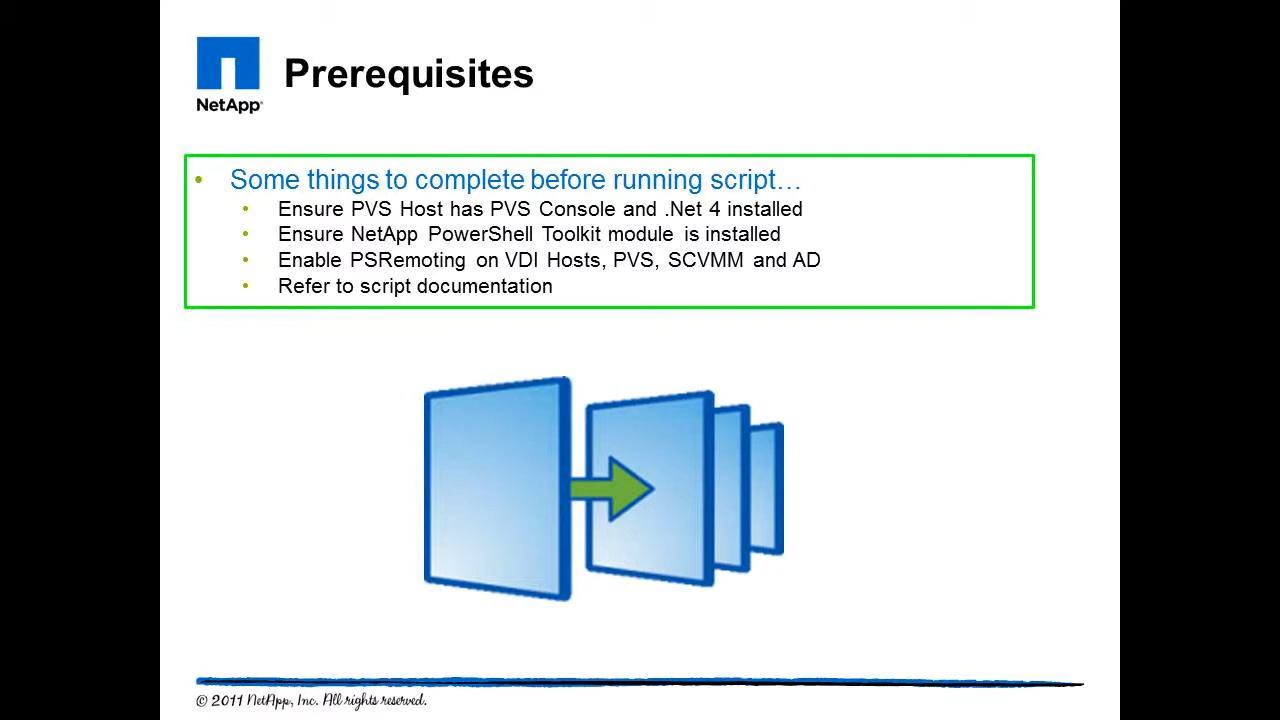 Prerequisites
NetApp®
• Some things to complete before running script…
• Ensure PVS Host has PVS Console and .Net 4 installed
• Ensure NetApp PowerShell Toolkit module is installed
• Enable PSRemoting on VDI Hosts, PVS, SCVMM and AD
• Refer to script documentation
© 2011 NetApp, Inc. All rights reserved.